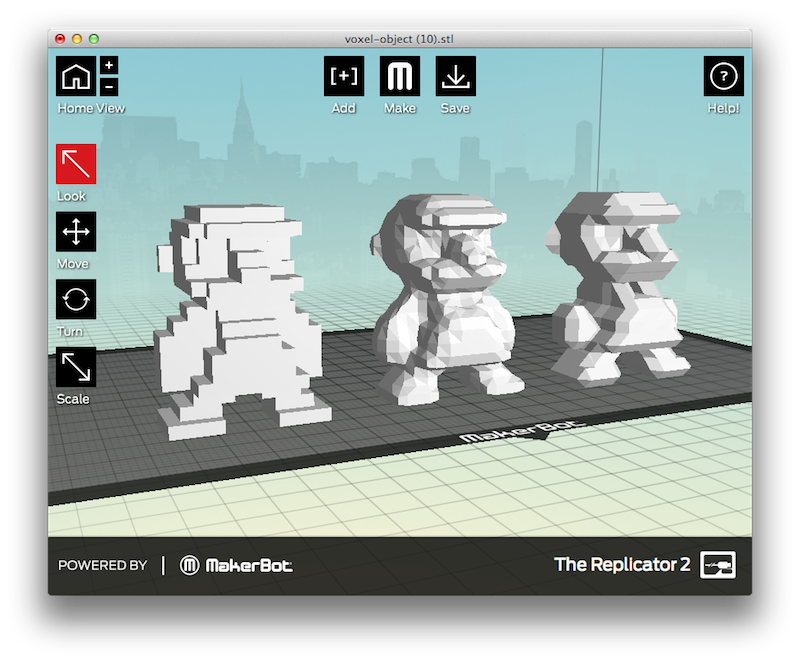 voxel-object (10).stl
+
-
Home View
[+]
Add
Make
Save
?
Help!
Look
Move
Turn
Scale
MakerBot
POWERED BY | MakerBot
The Replicator 2